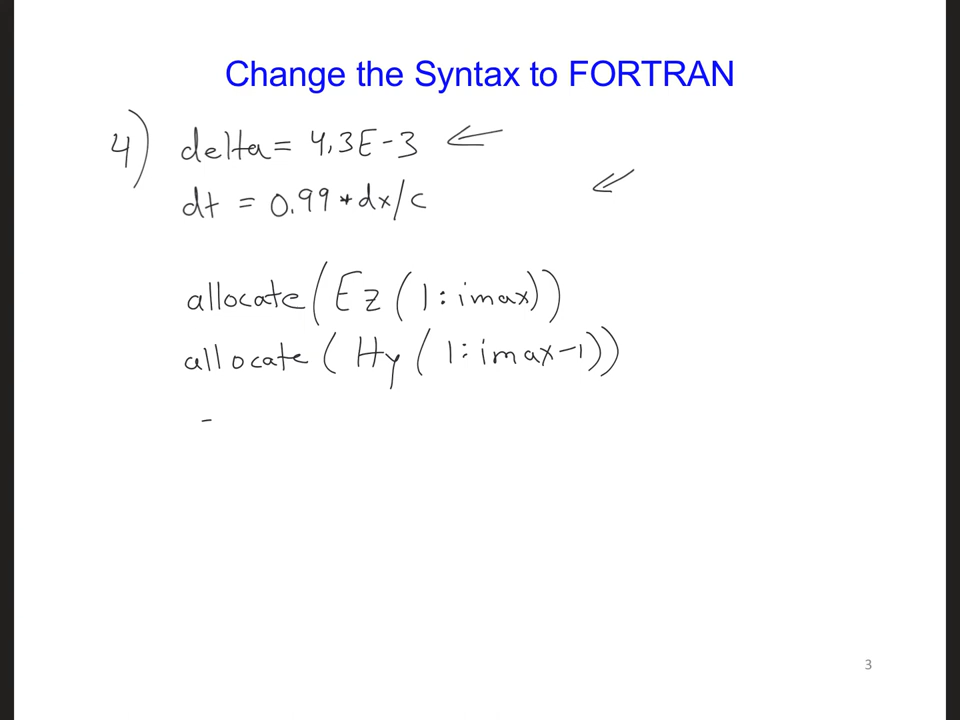 Change the Syntax to FORTRAN
4) delta = 4.3E-3 ⇐
dt = 0.99 * dx/c ⇐
allocate(Ez(1:imax))
allocate(Hy(1:imax-1))
3